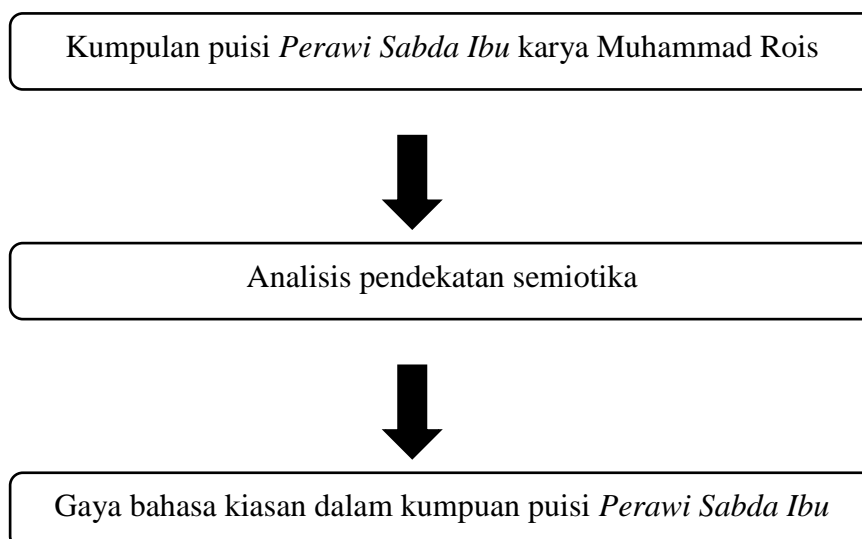 Kumpulan puisi Perawi Sabda Ibu karya Muhammad Rois
Analisis pendekatan semiotika
Gaya bahasa kiasan dalam kumpuan puisi Perawi Sabda Ibu